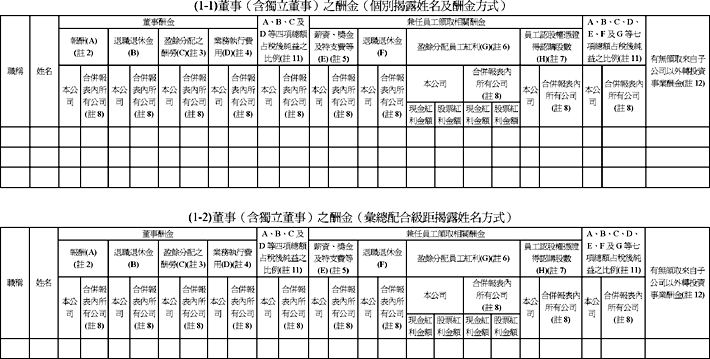 (1-1)董事（含獨立董事）之酬金（個別揭露姓名及酬金方式）
職稱
姓名
董事酬金
報酬(A)
(註 2)
退職退休金
(B)
盈餘分配之
酬勞(C)(註 3)
業務執行費
用(D)(註 4)
本公司
合併報表內所有公司(註 8)
本公司
合併報表內所有公司(註 8)
本公司
合併報表內所有公司(註 8)
本公司
合併報表內所有公司(註 8)
A、B、C 及
D 等四項總額
占稅後純益之
比例(註 11)
本公司
合併報表內所有公司(註 8)
兼任員工領取相關酬金
薪資、獎金
及特支費等
(E) (註 5)
退職退休金
(F)
盈餘分配員工紅利(G)(註 6)
員工認股權憑證
得認購股數
(H)(註 7)
本公司
合併報表內所有公司(註 8)
本公司
合併報表內所有公司(註 8)
本公司
合併報表內
所有公司
(註 8)
現金紅利金額
股票紅利金額
現金紅利金額
股票紅利金額
本公司
合併報表內所有公司(註 8)
A、B、C、D、
E、F 及 G 等七
項總額占稅後純
益之比例(註 11)
本公司
合併報表內所有公司(註 8)
有無領取來自子
公司以外轉投資
事業酬金(註 12)
(1-2)董事（含獨立董事）之酬金（彙總配合級距揭露姓名方式）
職稱
姓名
董事酬金
報酬(A)
(註 2)
退職退休金
(B)
盈餘分配之
酬勞(C)(註 3)
業務執行費
用(D)(註 4)
本公司
合併報表內所有公司(註 8)
本公司
合併報表內所有公司(註 8)
本公司
合併報表內所有公司(註 8)
本公司
合併報表內所有公司(註 8)
A、B、C 及
D 等四項總額
占稅後純益之
比例(註 11)
本公司
合併報表內所有公司(註 8)
兼任員工領取相關酬金
薪資、獎金
及特支費等
(E) (註 5)
退職退休金
(F)
盈餘分配員工紅利(G)(註 6)
員工認股權憑證
得認購股數
(H)(註 7)
本公司
合併報表內所有公司(註 8)
本公司
合併報表內所有公司(註 8)
本公司
合併報表內
所有公司
(註 8)
現金紅利金額
股票紅利金額
現金紅利金額
股票紅利金額
本公司
合併報表內所有公司(註 8)
A、B、C、D、
E、F 及 G 等七
項總額占稅後純
益之比例(註 11)
本公司
合併報表內所有公司(註 8)
有無領取來自子
公司以外轉投資
事業酬金(註 12)